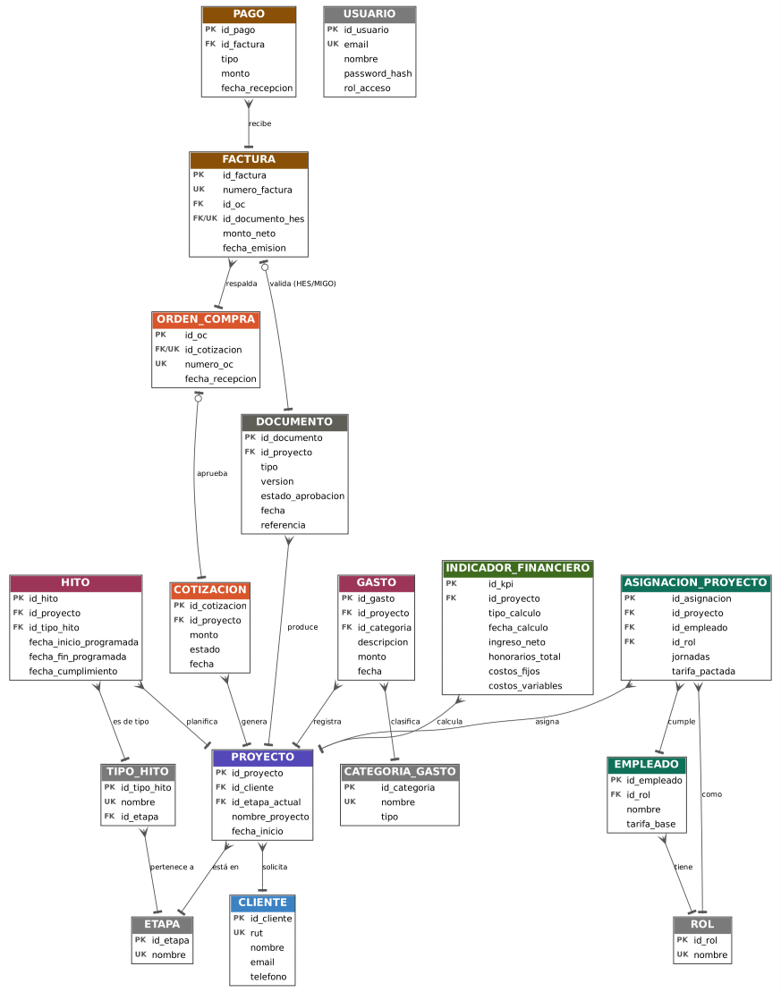 PAGO
PK id_pago
FK id_factura
tipo
monto
fecha_recepcion
USUARIO
PK id_usuario
UK email
nombre
password_hash
rol_acceso
recibe
FACTURA
PK id_factura
UK numero_factura
FK id_oc
FK/UK id_documento_hes
monto_neto
fecha_emision
respalda
valida (HES/MIGO)
ORDEN_COMPRA
PK id_oc
FK/UK id_cotizacion
UK numero_oc
fecha_recepcion
aprueba
DOCUMENTO
PK id_documento
FK id_proyecto
tipo
version
estado_aprobacion
fecha
referencia
HITO
PK id_hito
FK id_proyecto
FK id_tipo_hito
fecha_inicio_programada
fecha_fin_programada
fecha_cumplimiento
COTIZACION
PK id_cotizacion
FK id_proyecto
monto
estado
fecha
produce
GASTO
PK id_gasto
FK id_proyecto
FK id_categoria
descripcion
monto
fecha
INDICADOR_FINANCIERO
PK id_kpi
FK id_proyecto
tipo_calculo
fecha_calculo
ingreso_neto
honorarios_total
costos_fijos
costos_variables
ASIGNACION_PROYECTO
PK id_asignacion
FK id_proyecto
FK id_empleado
FK id_rol
jornadas
tarifa_pactada
es de tipo
planifica
genera
registra
clasifica
calcula
asigna
cumple
TIPO_HITO
PK id_tipo_hito
UK nombre
FK id_etapa
PROYECTO
PK id_proyecto
FK id_cliente
FK id_etapa_actual
nombre_proyecto
fecha_inicio
CATEGORIA_GASTO
PK id_categoria
UK nombre
tipo
EMPLEADO
PK id_empleado
FK id_rol
nombre
tarifa_base
como
pertenece a
está en
solicita
tiene
ETAPA
PK id_etapa
UK nombre
CLIENTE
PK id_cliente
UK rut
nombre
email
telefono
ROL
PK id_rol
UK nombre